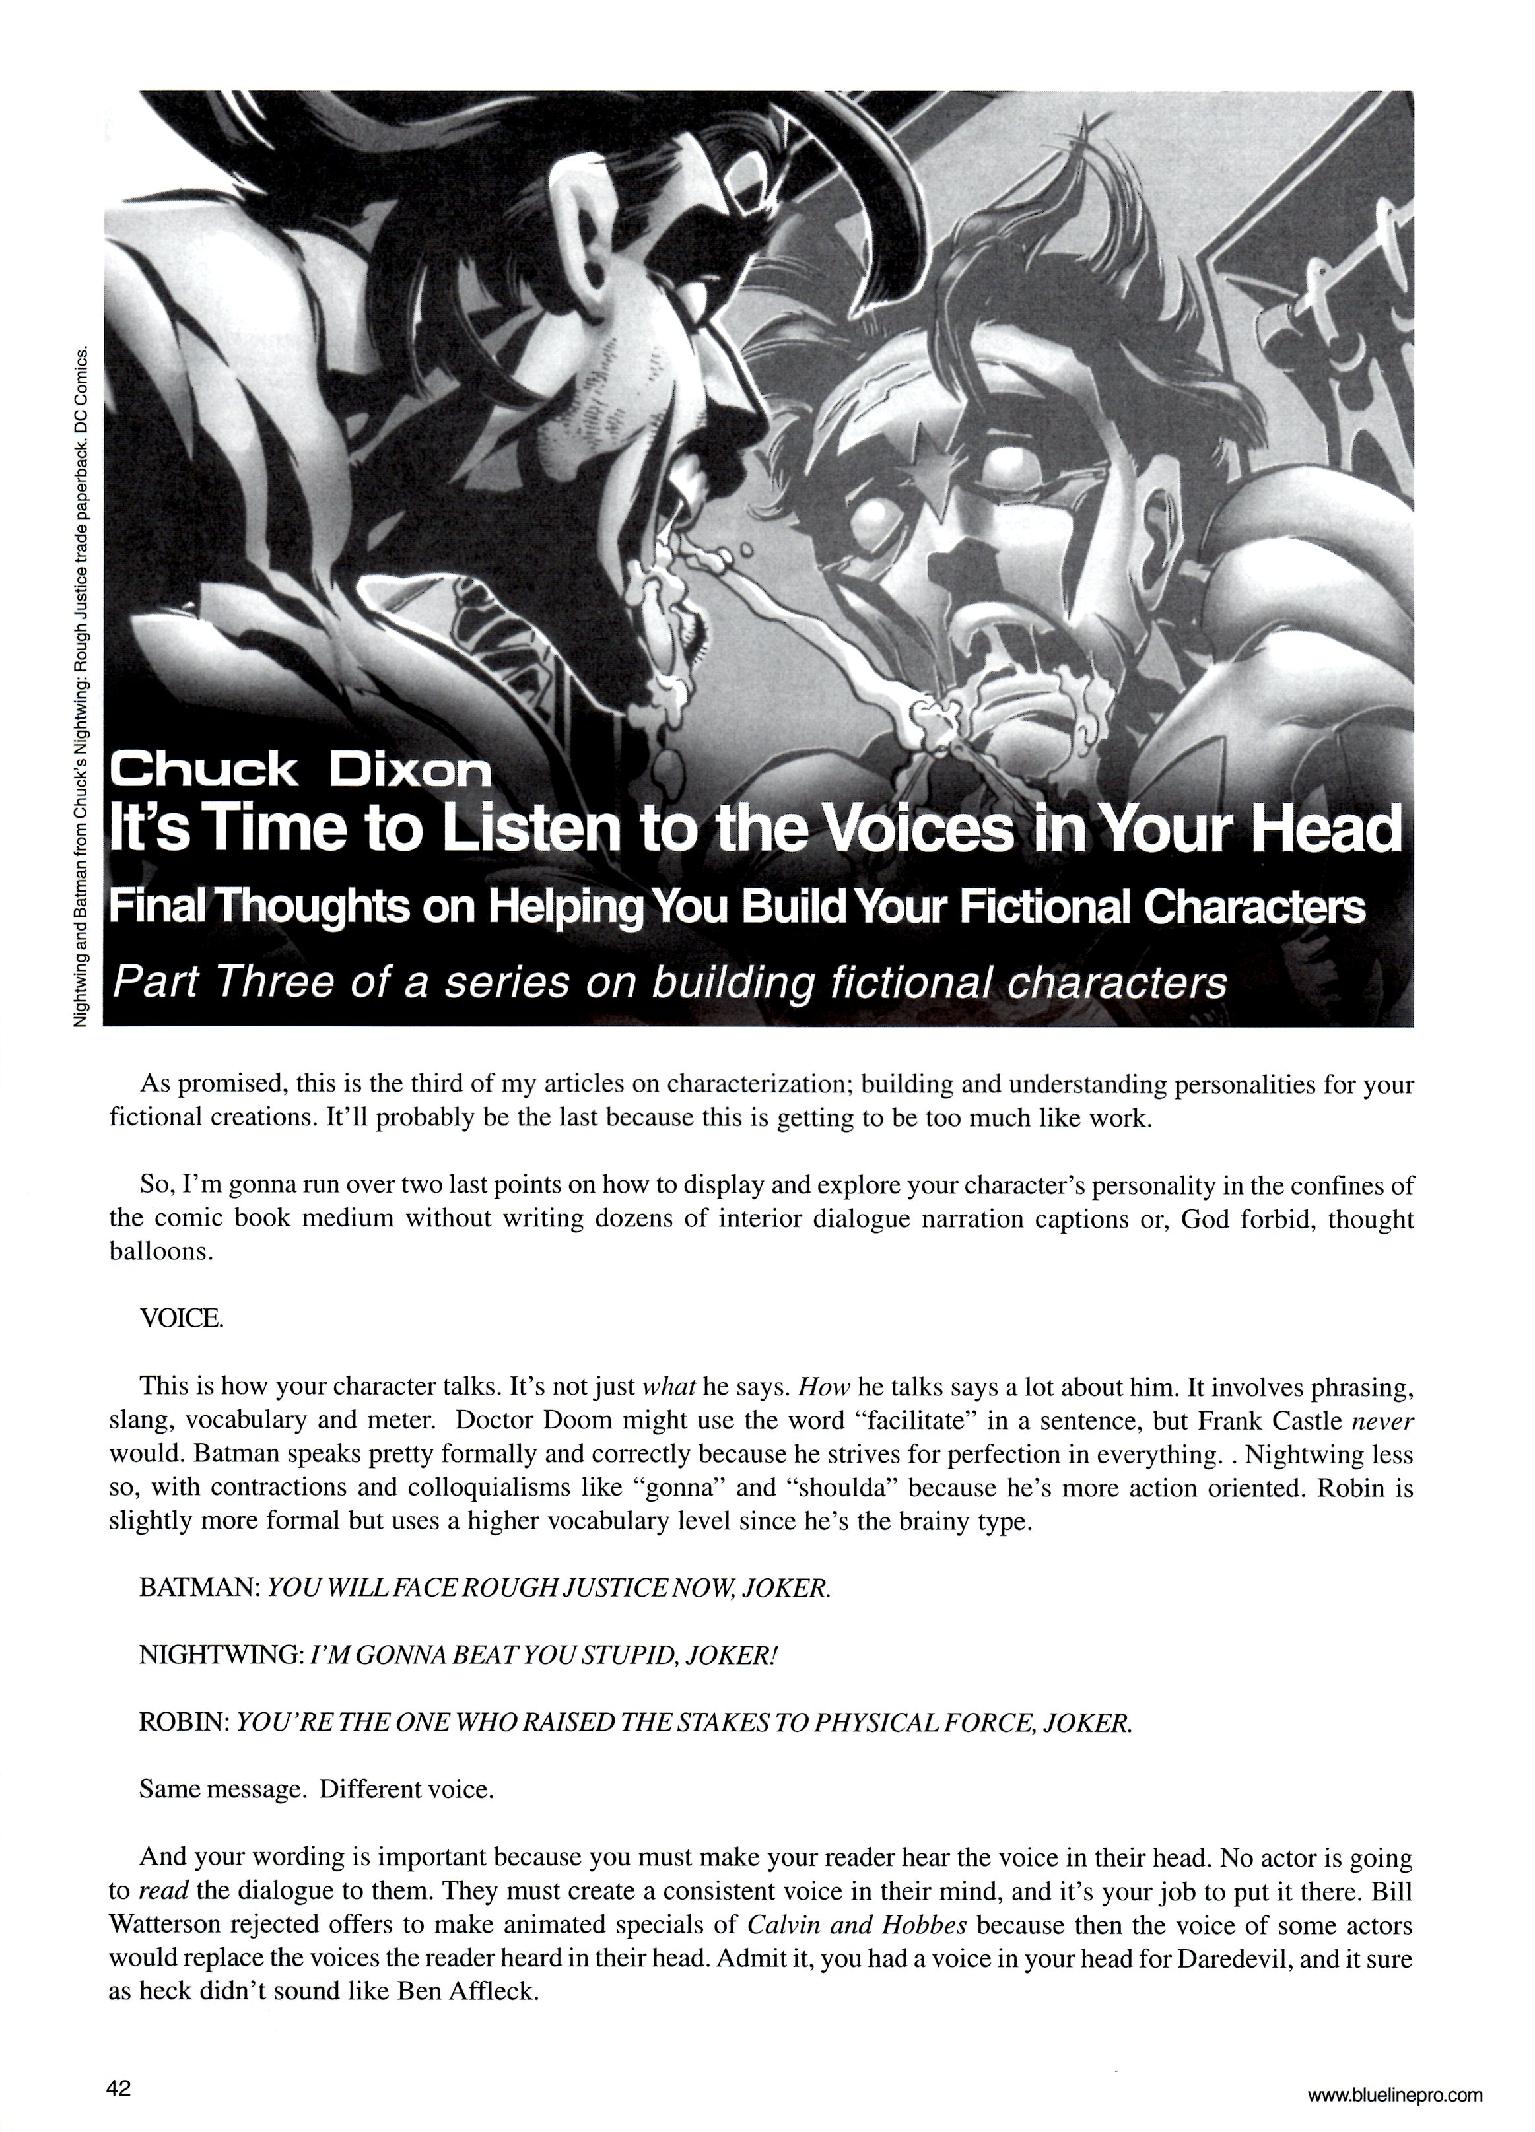 Nightwing and Batman from Chuck's Nightwing: Rough Justice trade paperback. DC Comics.
Chuck Dixon
It's Time to Listen to the Voices in Your Head
Final Thoughts on Helping You Build Your Fictional Characters
Part Three of a series on building fictional characters
As promised, this is the third of my articles on characterization; building and understanding personalities for your
fictional creations. It'll probably be the last because this is getting to be too much like work.
So, I'm gonna run over two last points on how to display and explore your character's personality in the confines of
the comic book medium without writing dozens of interior dialogue narration captions or, God forbid, thought
balloons.
VOICE.
This is how your character talks. It's not just what he says. How he talks says a lot about him. It involves phrasing,
slang, vocabulary and meter.  Doctor Doom might use the word “facilitate” in a sentence, but Frank Castle never
would. Batman speaks pretty formally and correctly because he strives for perfection in everything. . Nightwing less
so, with contractions and colloquialisms like “gonna” and “shoulda” because he's more action oriented. Robin is
slightly more formal but uses a higher vocabulary level since he's the brainy type.
BATMAN: YOU WILL FACE ROUGH JUSTICE NOW, JOKER.
NIGHTWING: I'M GONNA BEAT YOU STUPID, JOKER!
ROBIN: YOU'RE THE ONE WHO RAISED THE STAKES TO PHYSICAL FORCE, JOKER.
Same message.  Different voice.
And your wording is important because you must make your reader hear the voice in their head. No actor is going
to read the dialogue to them. They must create a consistent voice in their mind, and it's your job to put it there. Bill
Watterson rejected offers to make animated specials of Calvin and Hobbes because then the voice of some actors
would replace the voices the reader heard in their head. Admit it, you had a voice in your head for Daredevil, and it sure
as heck didn't sound like Ben Affleck.
42
www.bluelinepro.com